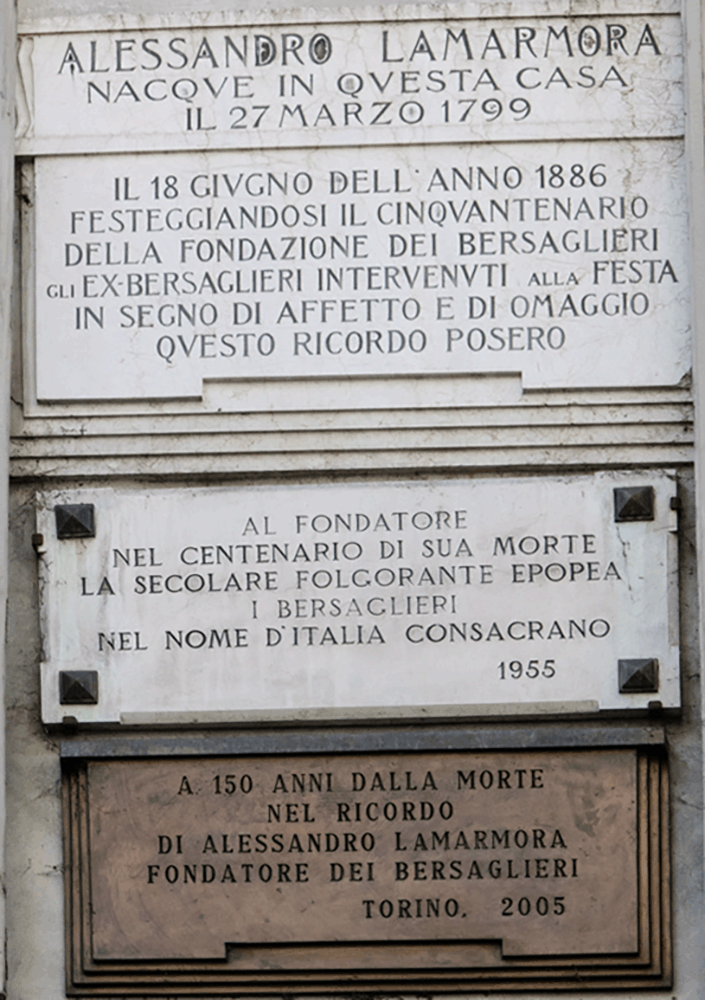 ALESSANDRO LAMARMORA
NACQVE IN QVESTA CASA
IL 27 MARZO 1799
IL 18 GIVGNO DELL' ANNO 1886
FESTEGGIANDOSI IL CINQVANTENARIO
DELLA FONDAZIONE DEI BERSAGLIERI
GLI EX-BERSAGLIERI INTERVENVTI ALLA FESTA
IN SEGNO DI AFFETTO E DI OMAGGIO
QVESTO RICORDO POSERO
AL FONDATORE
NEL CENTENARIO DI SUA MORTE
LA SECOLARE FOLGORANTE EPOPEA
I BERSAGLIERI
NEL NOME D'ITALIA CONSACRANO
1955
A 150 ANNI DALLA MORTE
NEL RICORDO
DI ALESSANDRO LAMARMORA
FONDATORE DEI BERSAGLIERI
TORINO, 2005